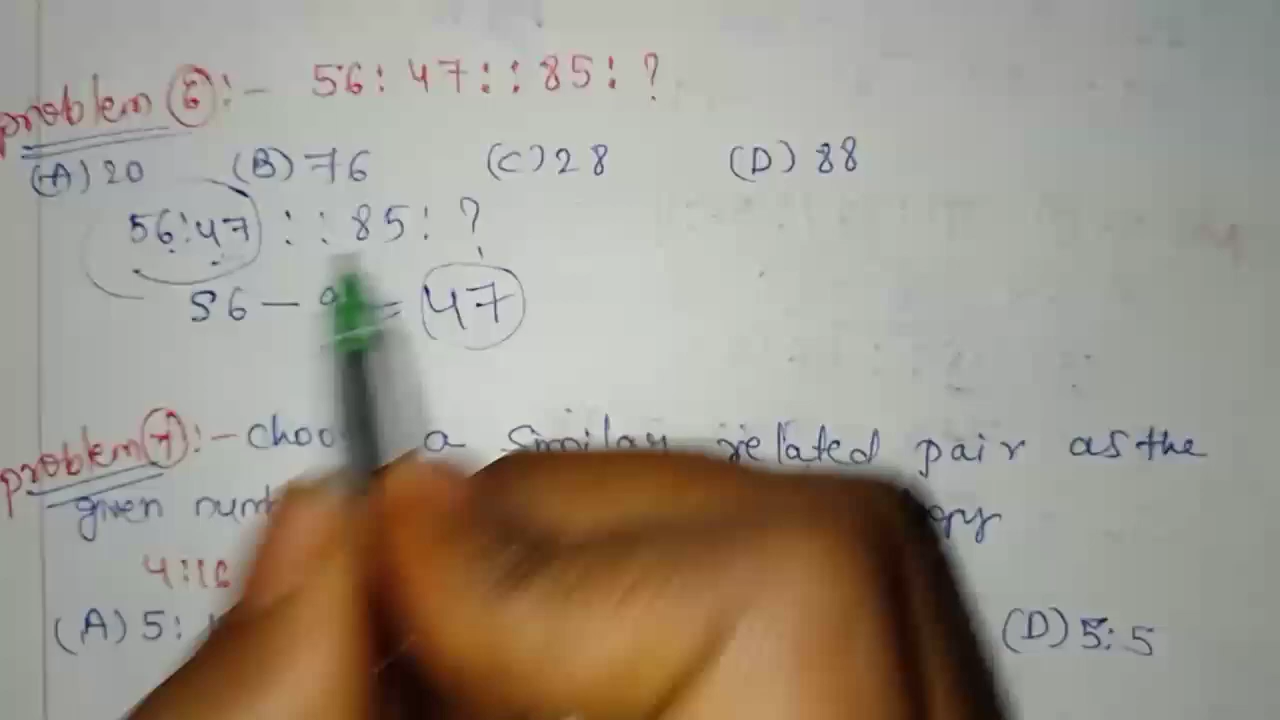 problem (6):- 56:47::85:?
(A) 20 (B) 76 (C) 28 (D) 88
56:47::85:?
56 - 9 = 47
problem (7):- a similar related pair as the
given
4:16
(A) 5: (D) 5:5